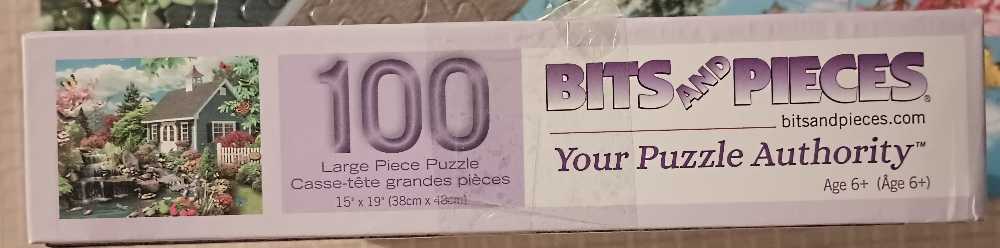 100
Large Piece Puzzle
Casse-tête grandes pièces
15" x 19" (38cm x 48cm)
BITS AND PIECES®
bitsandpieces.com
Your Puzzle Authority™
Age 6+ (Âge 6+)